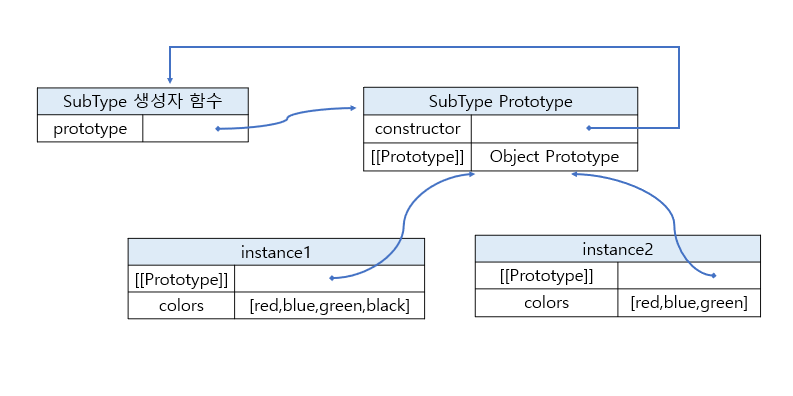 SubType 생성자 함수
prototype
SubType Prototype
constructor
[[Prototype]] Object Prototype
instance1
[[Prototype]]
colors [red,blue,green,black]
instance2
[[Prototype]]
colors [red,blue,green]